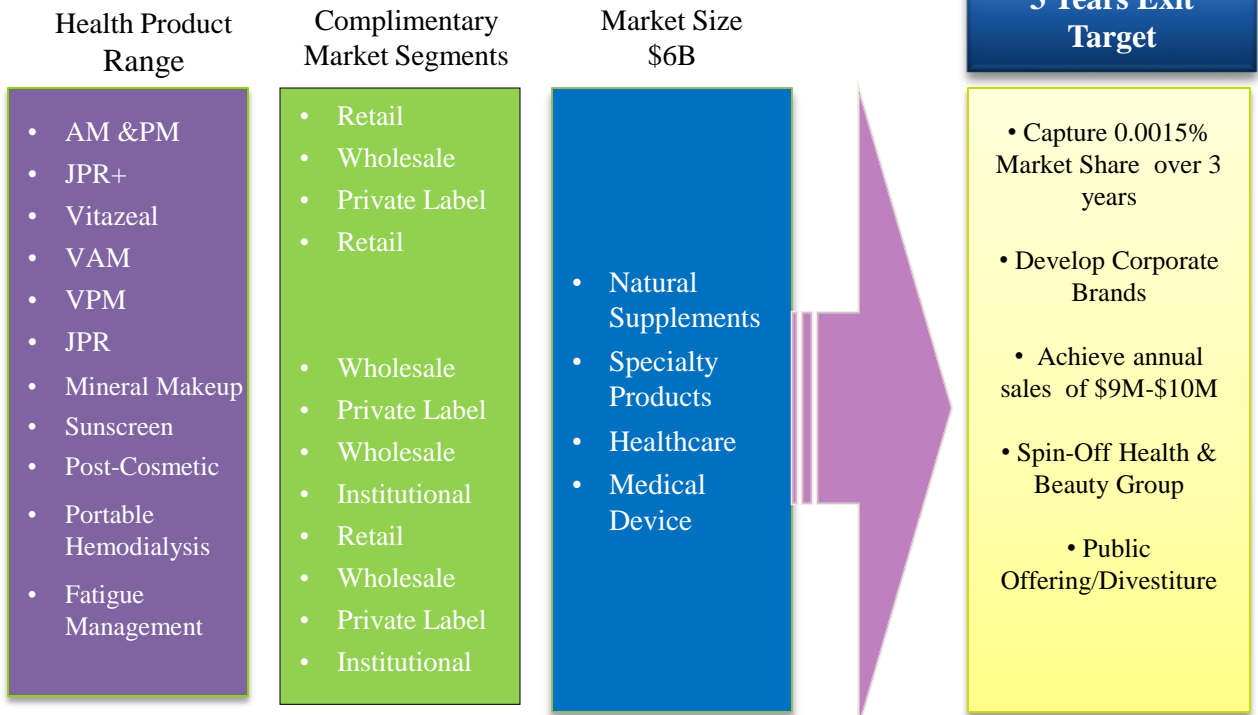 Health Product
Range
• AM &PM
• JPR+
• Vitazeal
• VAM
• VPM
• JPR
• Mineral Makeup
• Sunscreen
• Post-Cosmetic
• Portable
Hemodialysis
• Fatigue
Management
Complimentary
Market Segments
• Retail
• Wholesale
• Private Label
• Retail
• Wholesale
• Private Label
• Wholesale
• Institutional
• Retail
• Wholesale
• Private Label
• Institutional
Market Size
$6B
• Natural
Supplements
• Specialty
Products
• Healthcare
• Medical
Device
Years Exit
Target
• Capture 0.0015%
Market Share over 3
years
• Develop Corporate
Brands
• Achieve annual
sales of $9M-$10M
• Spin-Off Health &
Beauty Group
• Public
Offering/Divestiture